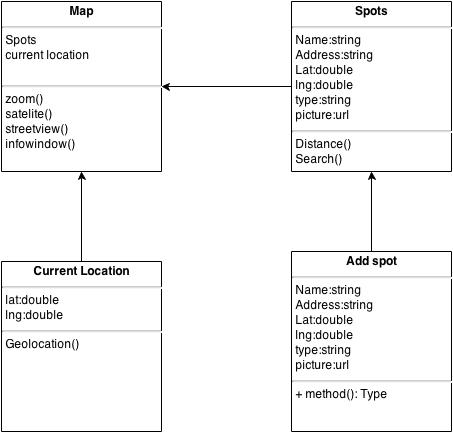 Map
Spots
current location
zoom()
satelite()
streetview()
infowindow()
Spots
Name:string
Address:string
Lat:double
lng:double
type:string
picture:url
Distance()
Search()
Current Location
lat:double
lng:double
Geolocation()
Add spot
Name:string
Address:string
Lat:double
lng:double
type:string
picture:url
+ method(): Type